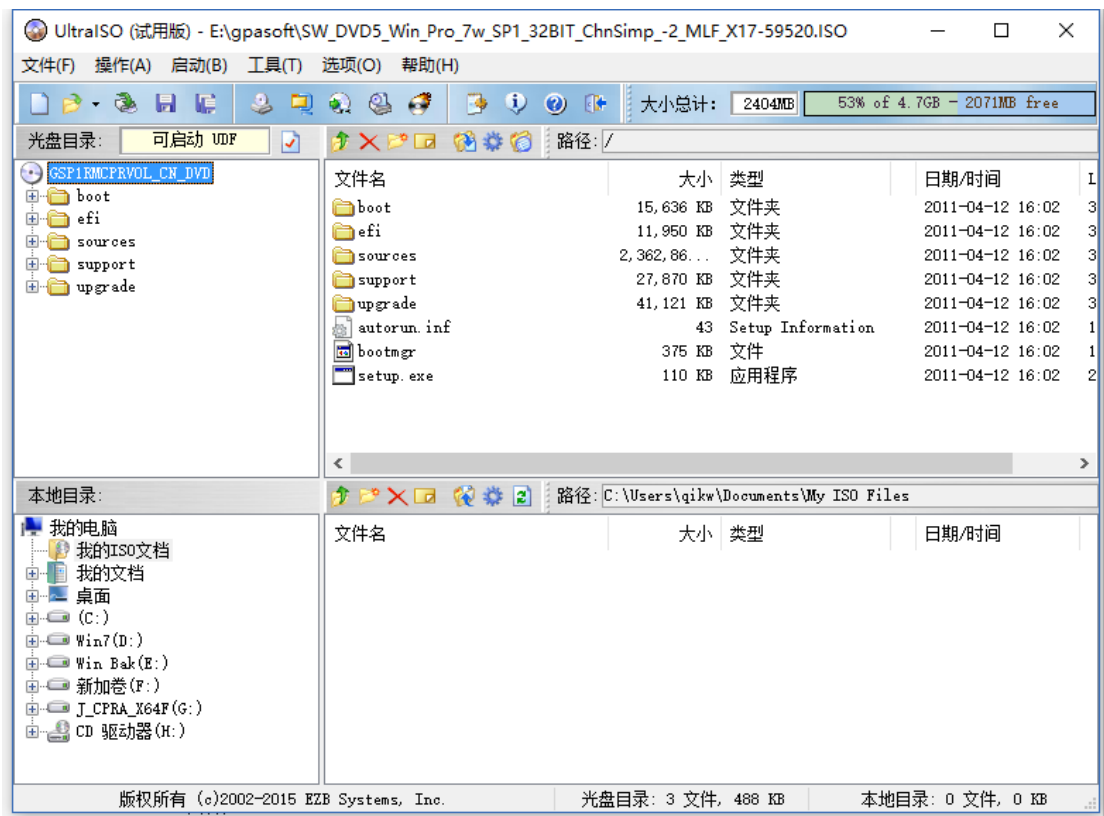 UltraISO (试用版) - E:\gpasoft\SW_DVD5_Win_Pro_7w_SP1_32BIT_ChnSimp_-2_MLF_X17-59520.ISO
文件(F) 操作(A) 启动(B) 工具(T) 选项(O) 帮助(H)
大小总计: 2404MB 53% of 4.7GB - 2071MB free
光盘目录: 可启动 UDF 路径: /
GSP1RMCPRVOL_CN_DVD
boot
efi
sources
support
upgrade
文件名 大小 类型 日期/时间 L
boot 15,636 KB 文件夹 2011-04-12 16:02 3
efi 11,950 KB 文件夹 2011-04-12 16:02 3
sources 2,362,86... 文件夹 2011-04-12 16:02 3
support 27,870 KB 文件夹 2011-04-12 16:02 3
upgrade 41,121 KB 文件夹 2011-04-12 16:02 3
autorun.inf 43 Setup Information 2011-04-12 16:02 1
bootmgr 375 KB 文件 2011-04-12 16:02 1
setup.exe 110 KB 应用程序 2011-04-12 16:02 2
本地目录: 路径: C:\Users\qikw\Documents\My ISO Files
我的电脑
我的ISO文档
我的文档
桌面
(C:)
Win7(D:)
Win Bak(E:)
新加卷(F:)
J_CPRA_X64F(G:)
CD 驱动器(H:)
文件名 大小 类型 日期/时间
版权所有 (c)2002-2015 EZB Systems, Inc. 光盘目录: 3 文件, 488 KB 本地目录: 0 文件, 0 KB